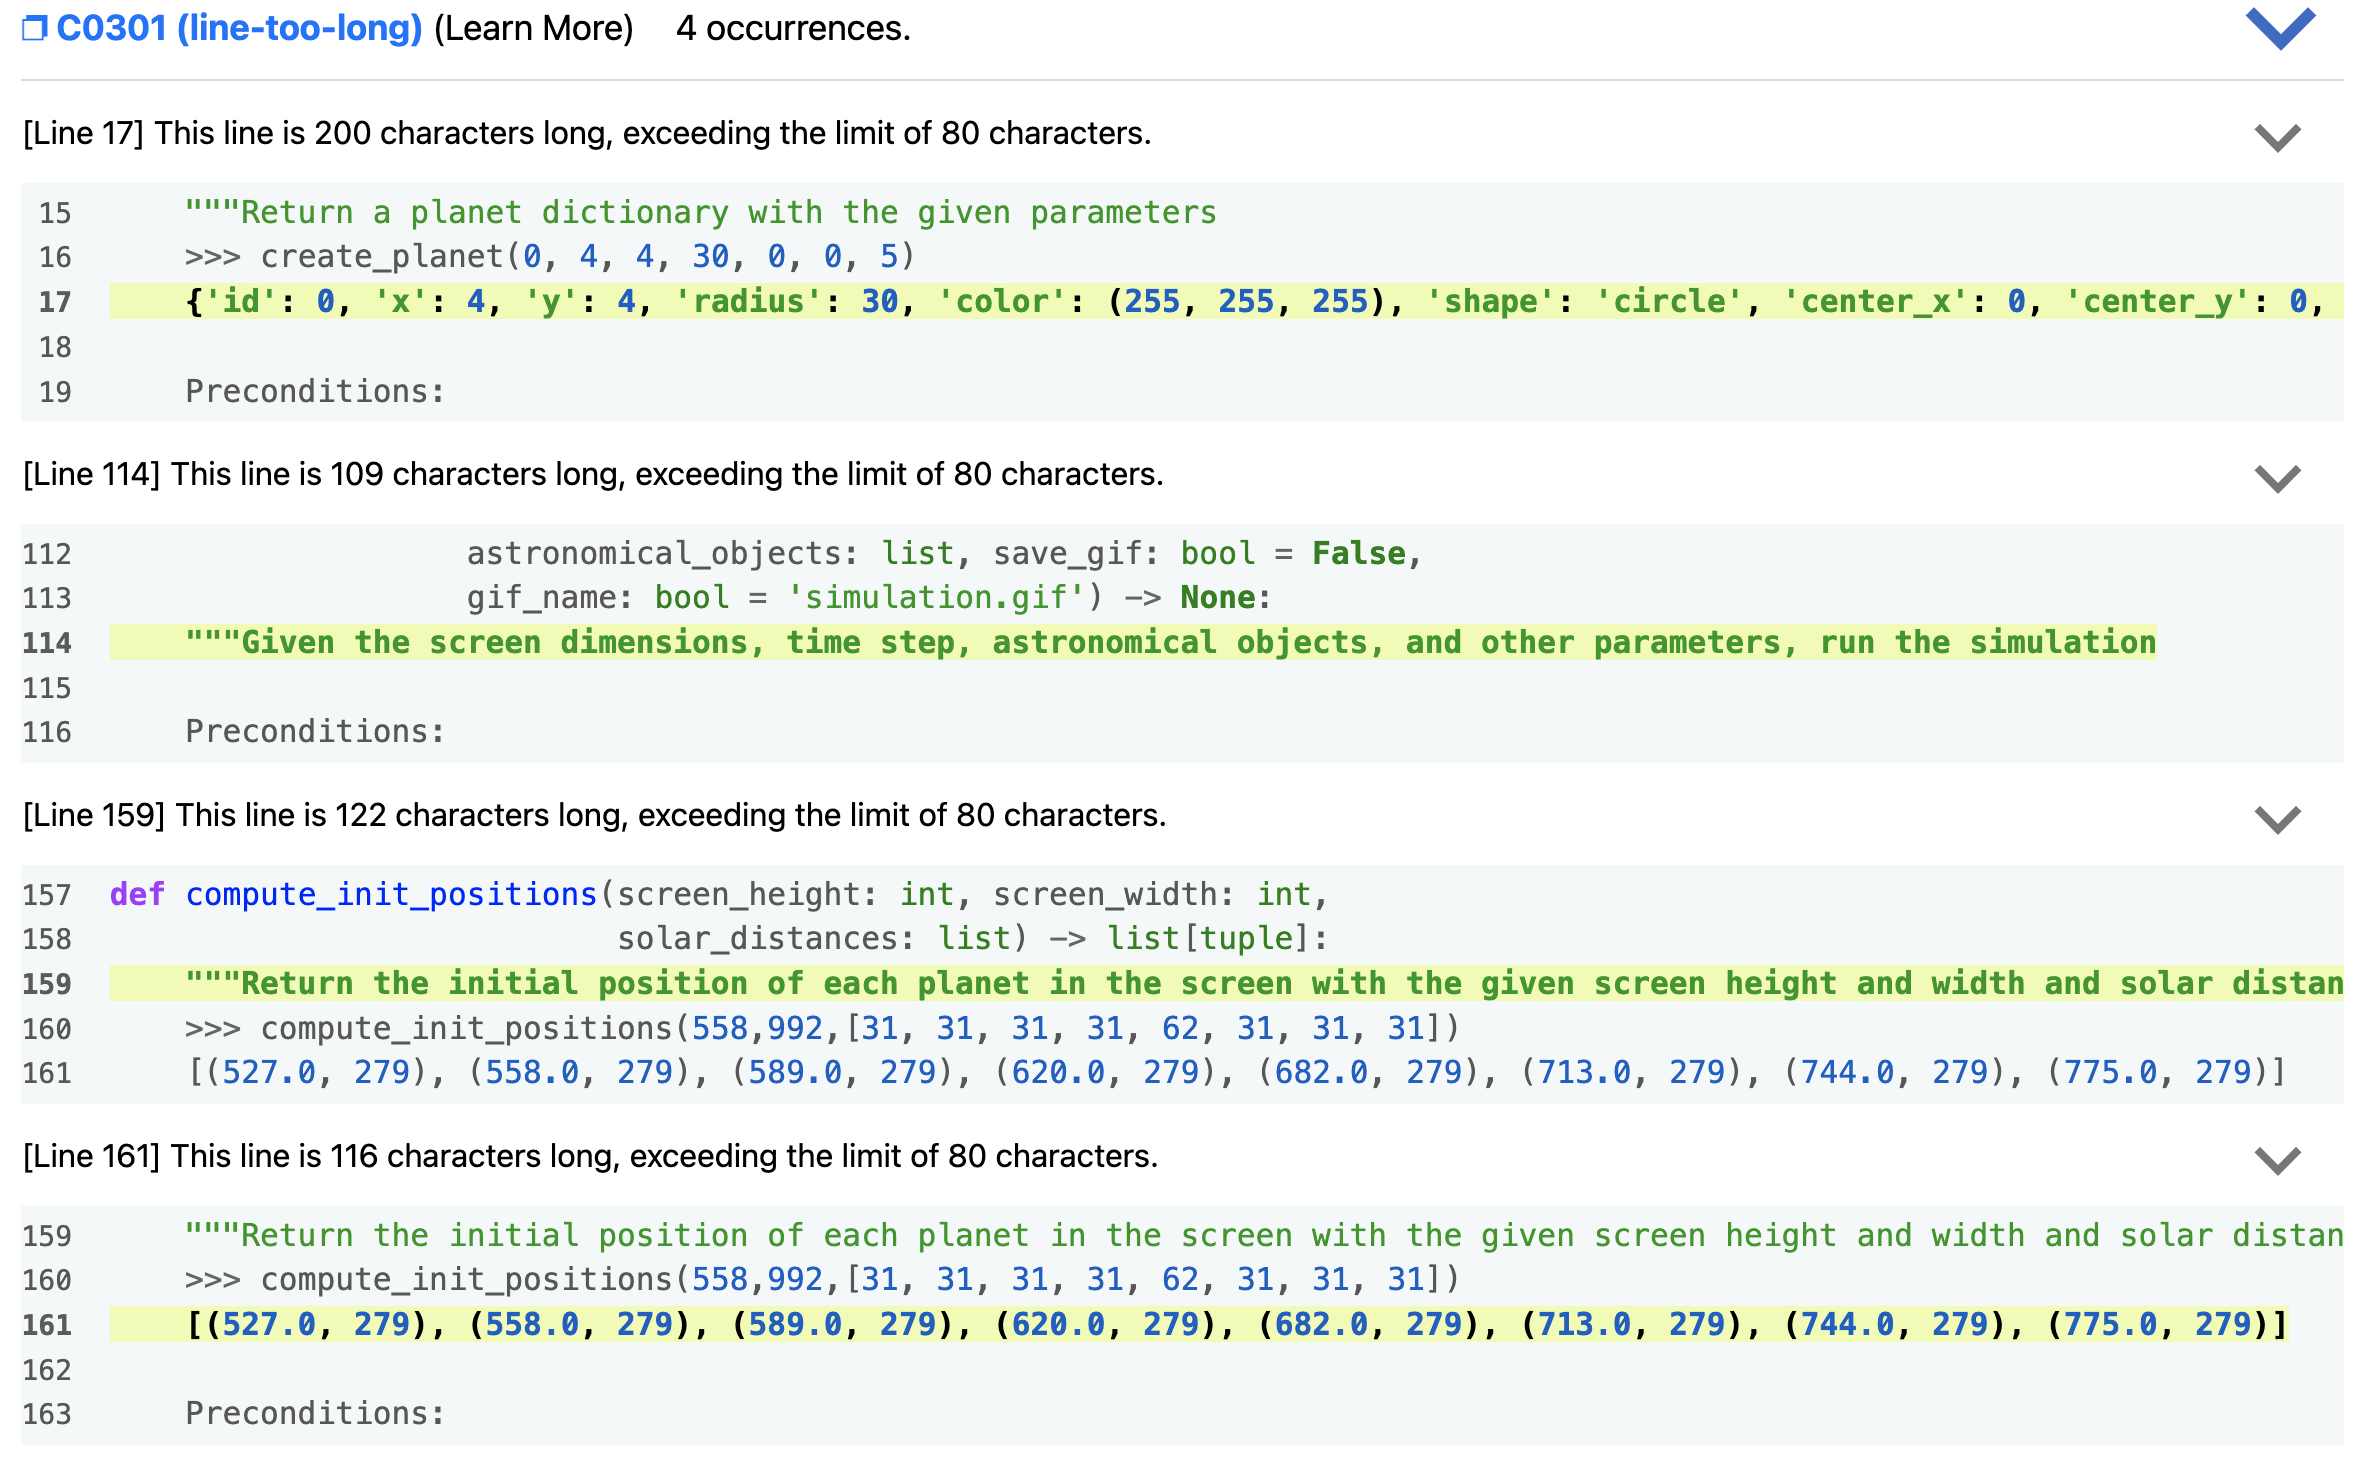 C0301 (line-too-long) (Learn More) 4 occurrences.
[Line 17] This line is 200 characters long, exceeding the limit of 80 characters.
15 """Return a planet dictionary with the given parameters
16 >>> create_planet(0, 4, 4, 30, 0, 0, 5)
17 {'id': 0, 'x': 4, 'y': 4, 'radius': 30, 'color': (255, 255, 255), 'shape': 'circle', 'center_x': 0, 'center_y': 0,
18
19 Preconditions:
[Line 114] This line is 109 characters long, exceeding the limit of 80 characters.
112 astronomical_objects: list, save_gif: bool = False,
113 gif_name: bool = 'simulation.gif') -> None:
114 """Given the screen dimensions, time step, astronomical objects, and other parameters, run the simulation
115
116 Preconditions:
[Line 159] This line is 122 characters long, exceeding the limit of 80 characters.
157 def compute_init_positions(screen_height: int, screen_width: int,
158 solar_distances: list) -> list[tuple]:
159 """Return the initial position of each planet in the screen with the given screen height and width and solar distan
160 >>> compute_init_positions(558,992,[31, 31, 31, 31, 62, 31, 31, 31])
161 [(527.0, 279), (558.0, 279), (589.0, 279), (620.0, 279), (682.0, 279), (713.0, 279), (744.0, 279), (775.0, 279)]
[Line 161] This line is 116 characters long, exceeding the limit of 80 characters.
159 """Return the initial position of each planet in the screen with the given screen height and width and solar distan
160 >>> compute_init_positions(558,992,[31, 31, 31, 31, 62, 31, 31, 31])
161 [(527.0, 279), (558.0, 279), (589.0, 279), (620.0, 279), (682.0, 279), (713.0, 279), (744.0, 279), (775.0, 279)]
162
163 Preconditions: